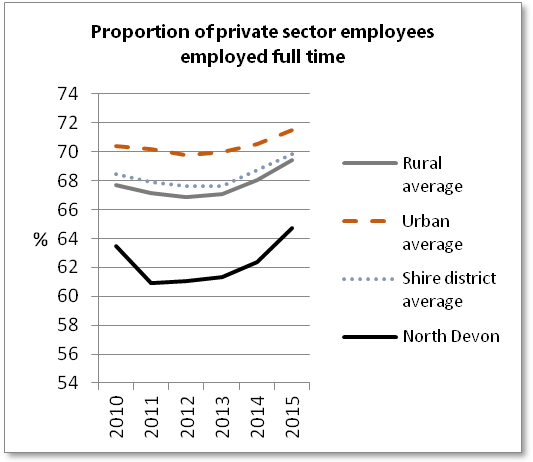 Proportion of private sector employees
employed full time
74
72
70
68
66
64
62
60
58
56
54
%
2010
2011
2012
2013
2014
2015
Rural
average
Urban
average
Shire district
average
North Devon